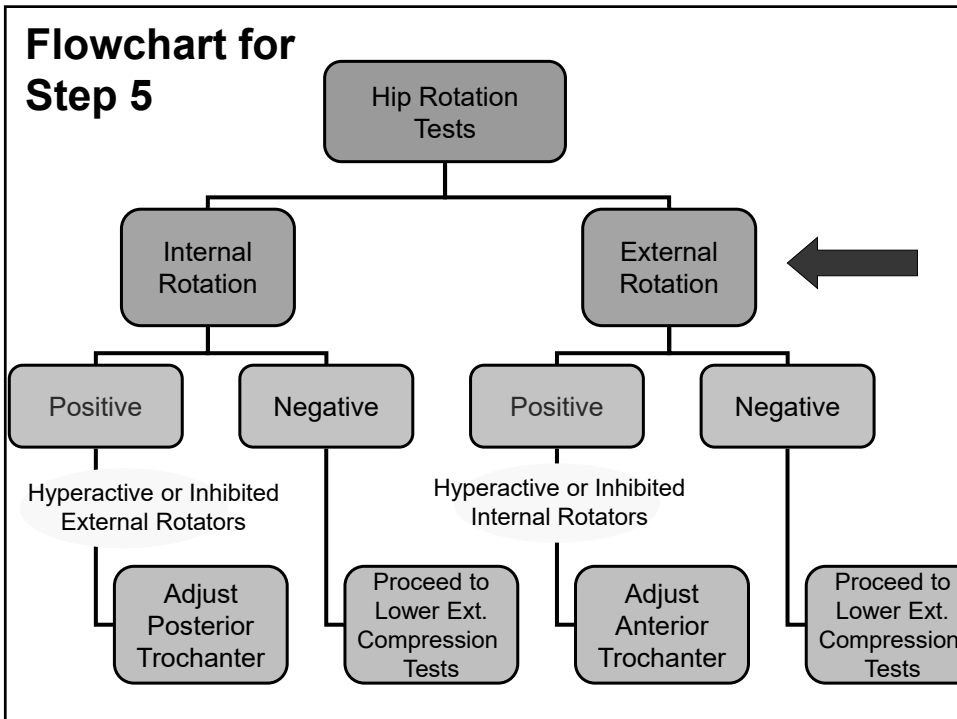 Flowchart for
Step 5
Hip Rotation
Tests
Internal
Rotation
External
Rotation
Positive
Negative
Positive
Negative
Hyperactive or Inhibited
External Rotators
Hyperactive or Inhibited
Internal Rotators
Adjust
Posterior
Trochanter
Proceed to
Lower Ext.
Compression
Tests
Adjust
Anterior
Trochanter
Proceed to
Lower Ext.
Compression
Tests